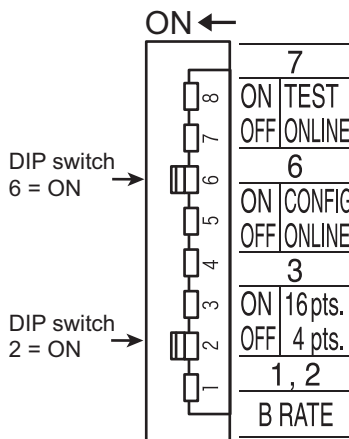 ON
8
7
6
5
4
3
2
1
DIP switch
6 = ON
DIP switch
2 = ON
7
ON TEST
OFF ONLINE
6
ON CONFIG
OFF ONLINE
3
ON 16 pts.
OFF 4 pts.
1, 2
B RATE